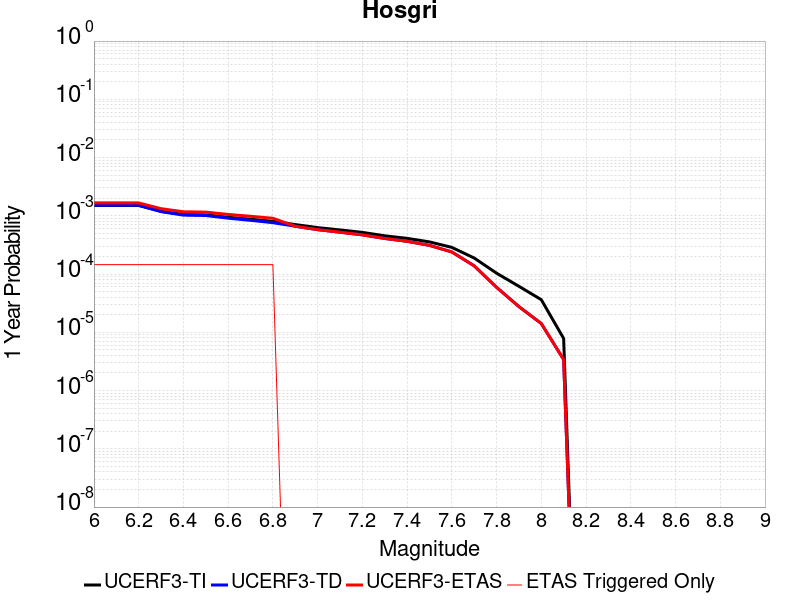 Hosgri
10^0
10^-1
10^-2
10^-3
10^-4
10^-5
10^-6
10^-7
10^-8
1 Year Probability
6 6.2 6.4 6.6 6.8 7 7.2 7.4 7.6 7.8 8 8.2 8.4 8.6 8.8 9
Magnitude
UCERF3-TI UCERF3-TD UCERF3-ETAS ETAS Triggered Only